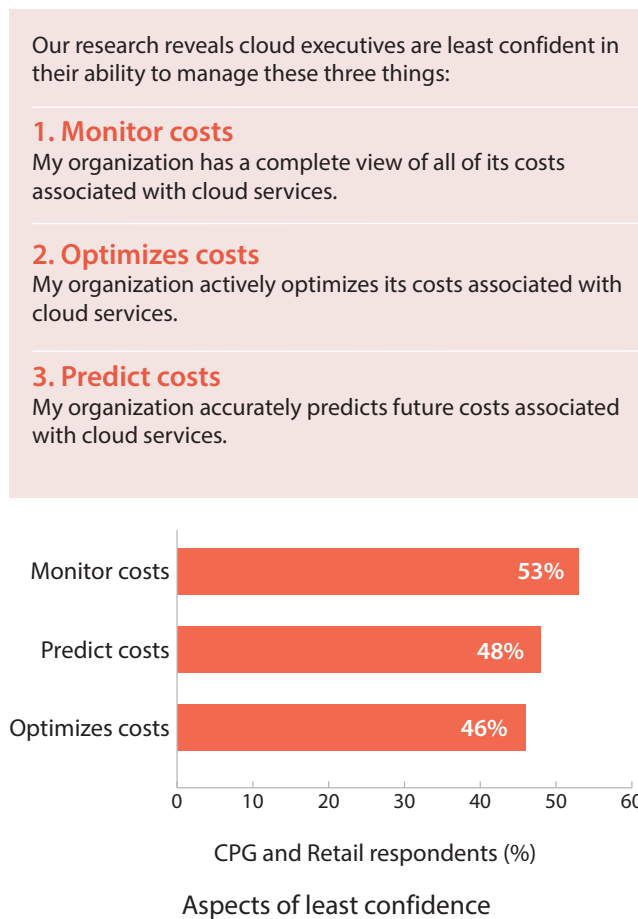 Our research reveals cloud executives are least confident in
their ability to manage these three things:
1. Monitor costs
My organization has a complete view of all of its costs
associated with cloud services.
2. Optimizes costs
My organization actively optimizes its costs associated with
cloud services.
3. Predict costs
My organization accurately predicts future costs associated
with cloud services.
Monitor costs 53%
Predict costs 48%
Optimizes costs 46%
0 10 20 30 40 50 60
CPG and Retail respondents (%)
Aspects of least confidence